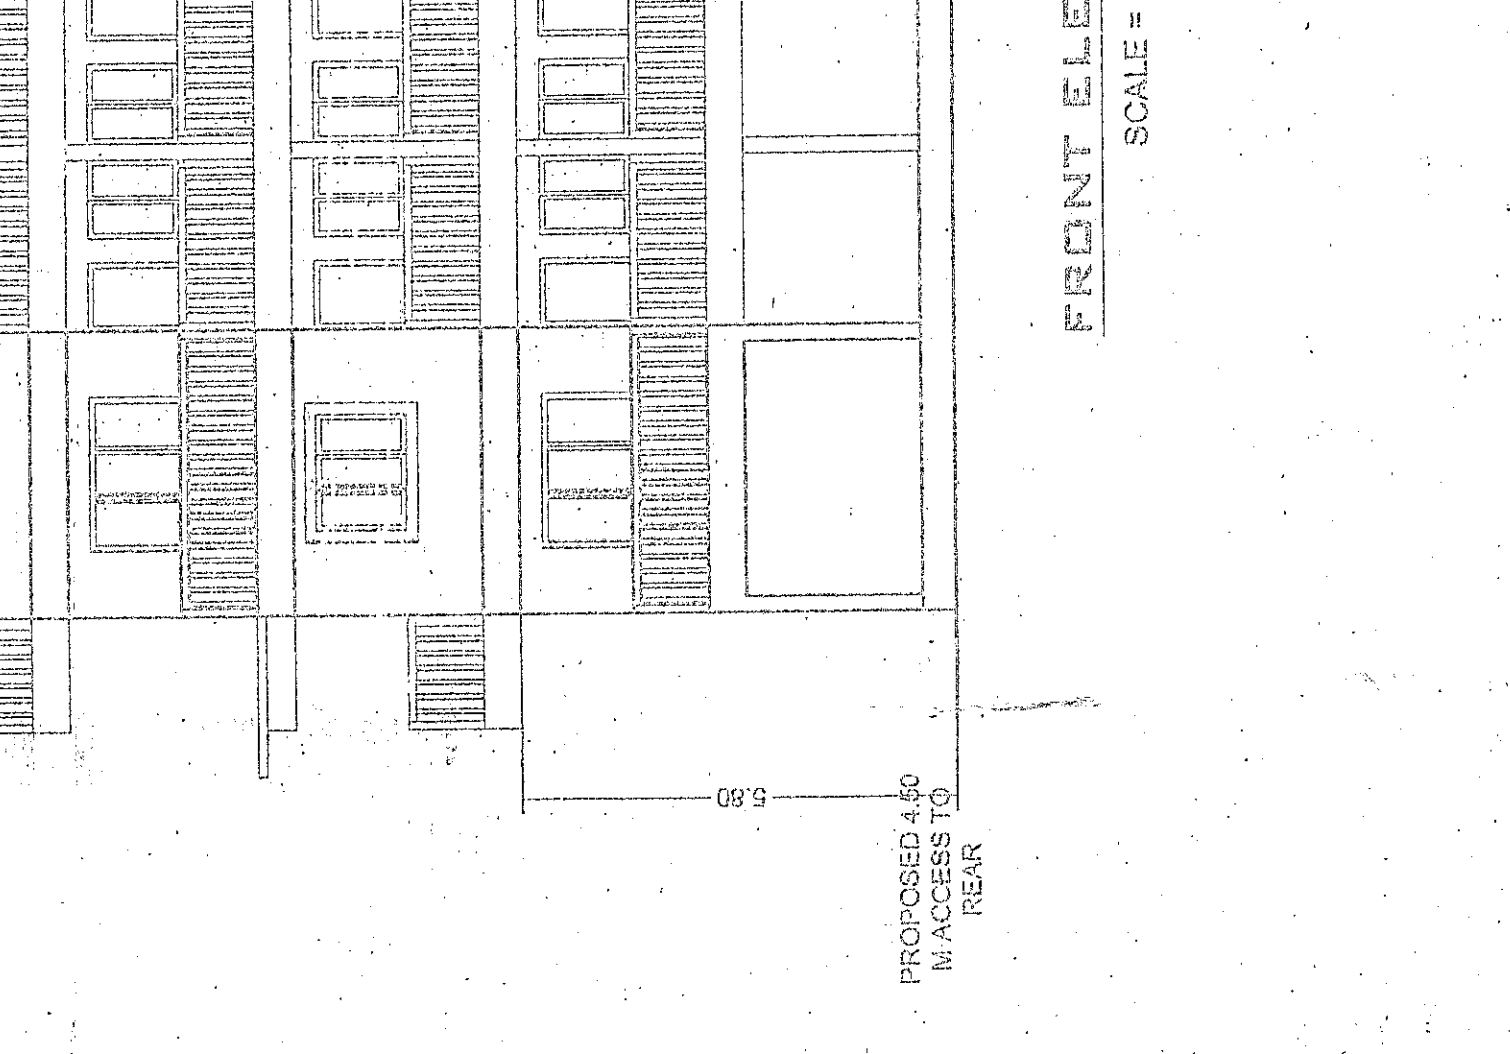 FRONT ELE
SCALE =
5.80
PROPOSED 4.50
M ACCESS TO
REAR